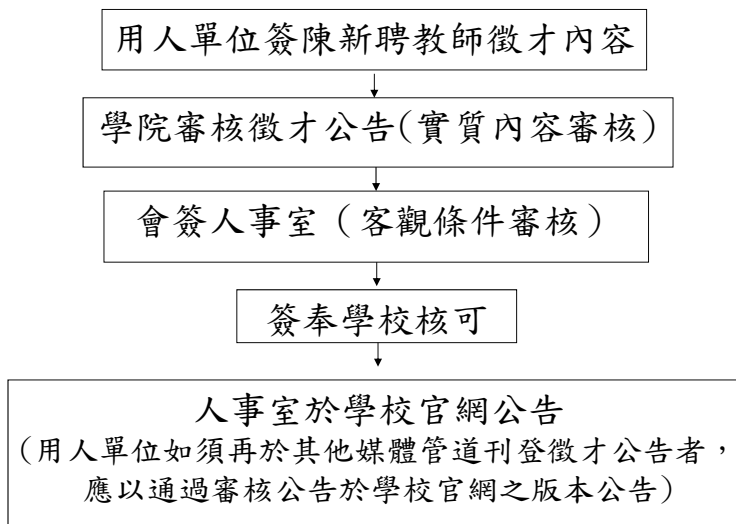 用人單位簽陳新聘教師徵才內容
學院審核徵才公告(實質內容審核)
會簽人事室（客觀條件審核）
簽奉學校核可
人事室於學校官網公告
(用人單位如須再於其他媒體管道刊登徵才公告者，
應以通過審核公告於學校官網之版本公告)